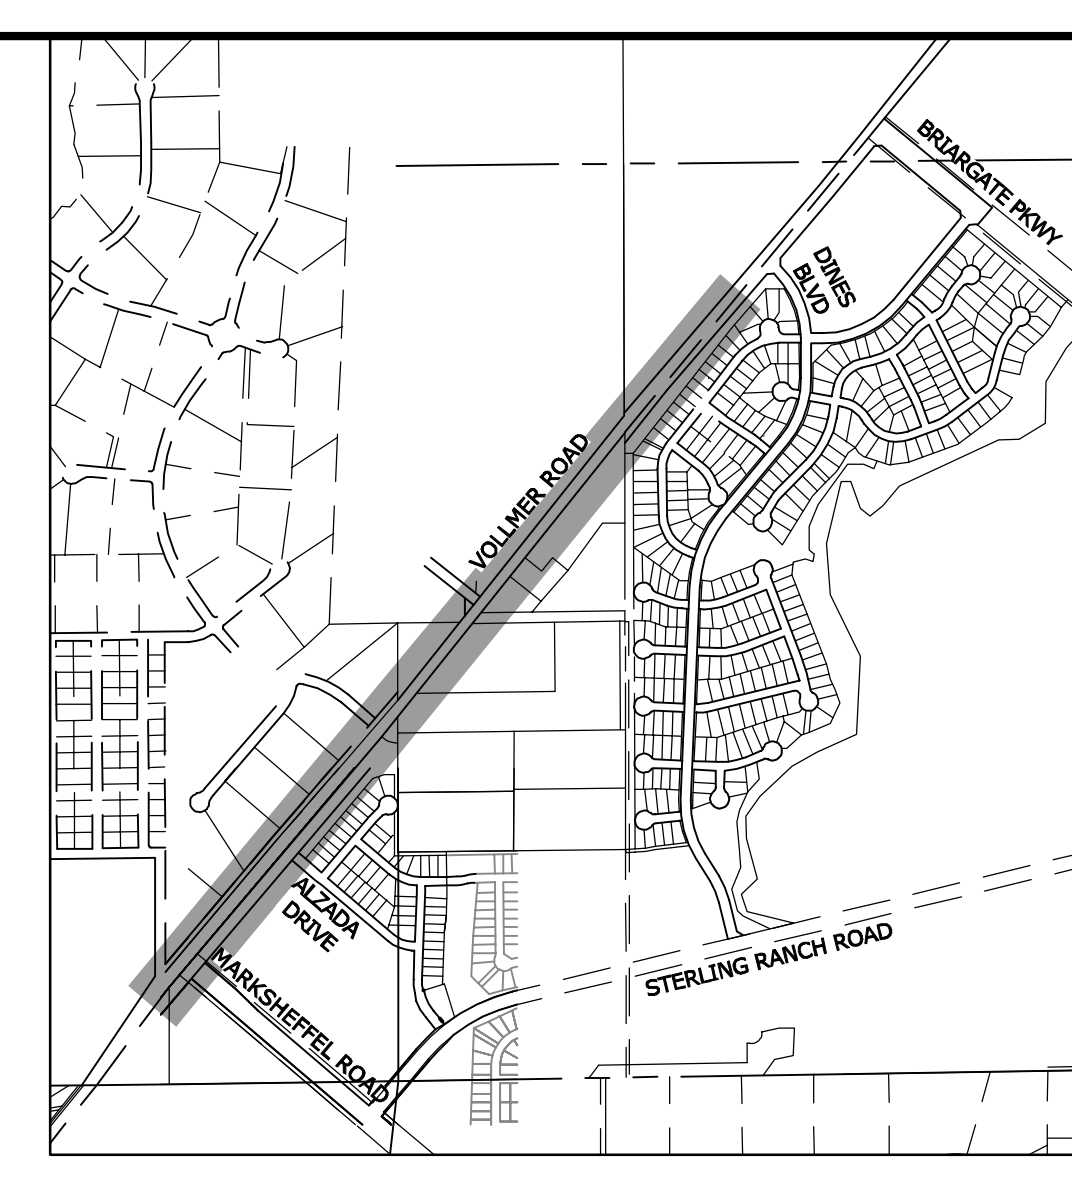 BRIARGATE PKWY
DINES
BLVD
VOLLMER ROAD
ALZADA
DRIVE
MARKSHEFFEL ROAD
STERLING RANCH ROAD